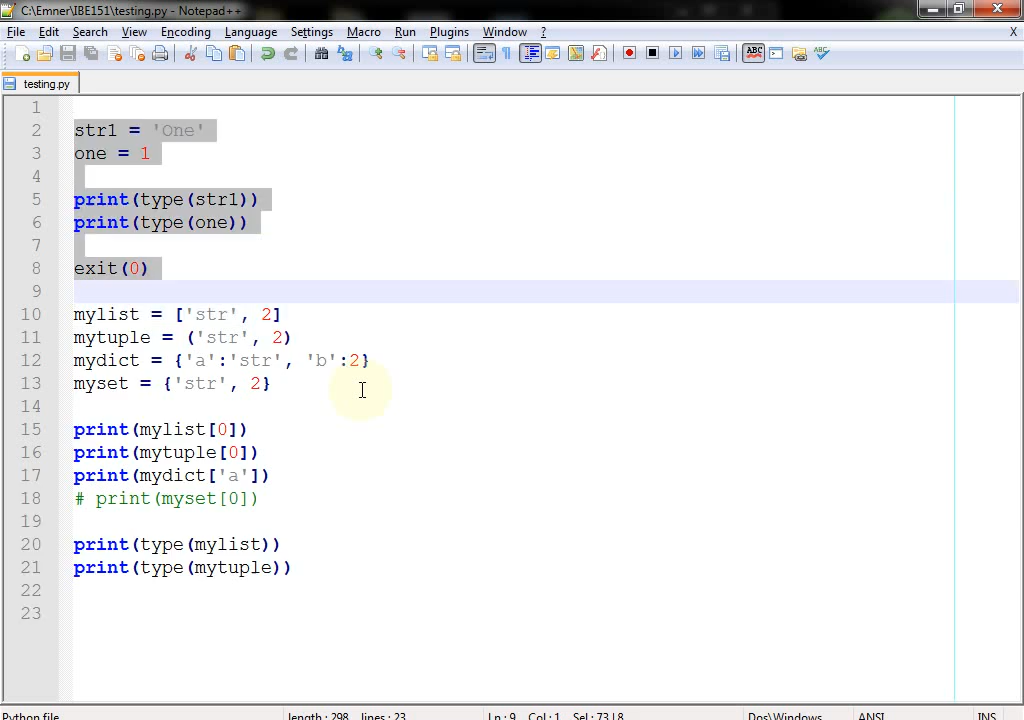 C:\Emner\IBE151\testing.py - Notepad++
File Edit Search View Encoding Language Settings Macro Run Plugins Window ? X
testing.py
1
2 str1 = 'One'
3 one = 1
4
5 print(type(str1))
6 print(type(one))
7
8 exit(0)
9
10 mylist = ['str', 2]
11 mytuple = ('str', 2)
12 mydict = {'a':'str', 'b':2}
13 myset = {'str', 2}
14
15 print(mylist[0])
16 print(mytuple[0])
17 print(mydict['a'])
18 # print(myset[0])
19
20 print(type(mylist))
21 print(type(mytuple))
22
23
Python file length : 298 lines : 23 Ln : 9 Col : 1 Sel : 73 | 8 Dos\Windows ANSI INS